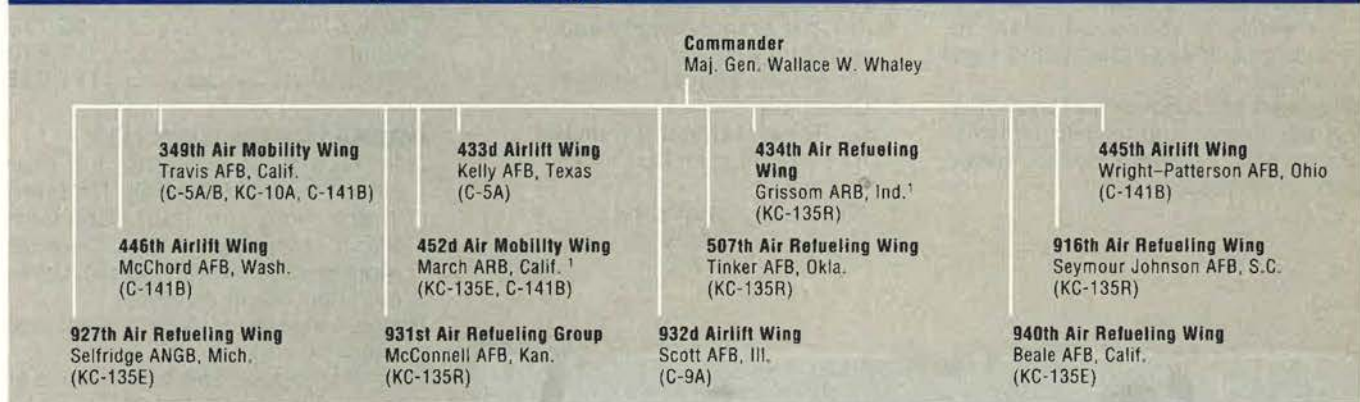 Commander
Maj. Gen. Wallace W. Whaley
349th Air Mobility Wing
Travis AFB, Calif.
(C-5A/B, KC-10A, C-141B)
433d Airlift Wing
Kelly AFB, Texas
(C-5A)
434th Air Refueling
Wing
Grissom ARB, Ind.¹
(KC-135R)
445th Airlift Wing
Wright–Patterson AFB, Ohio
(C-141B)
446th Airlift Wing
McChord AFB, Wash.
(C-141B)
452d Air Mobility Wing
March ARB, Calif. ¹
(KC-135E, C-141B)
507th Air Refueling Wing
Tinker AFB, Okla.
(KC-135R)
916th Air Refueling Wing
Seymour Johnson AFB, S.C.
(KC-135R)
927th Air Refueling Wing
Selfridge ANGB, Mich.
(KC-135E)
931st Air Refueling Group
McConnell AFB, Kan.
(KC-135R)
932d Airlift Wing
Scott AFB, Ill.
(C-9A)
940th Air Refueling Wing
Beale AFB, Calif.
(KC-135E)